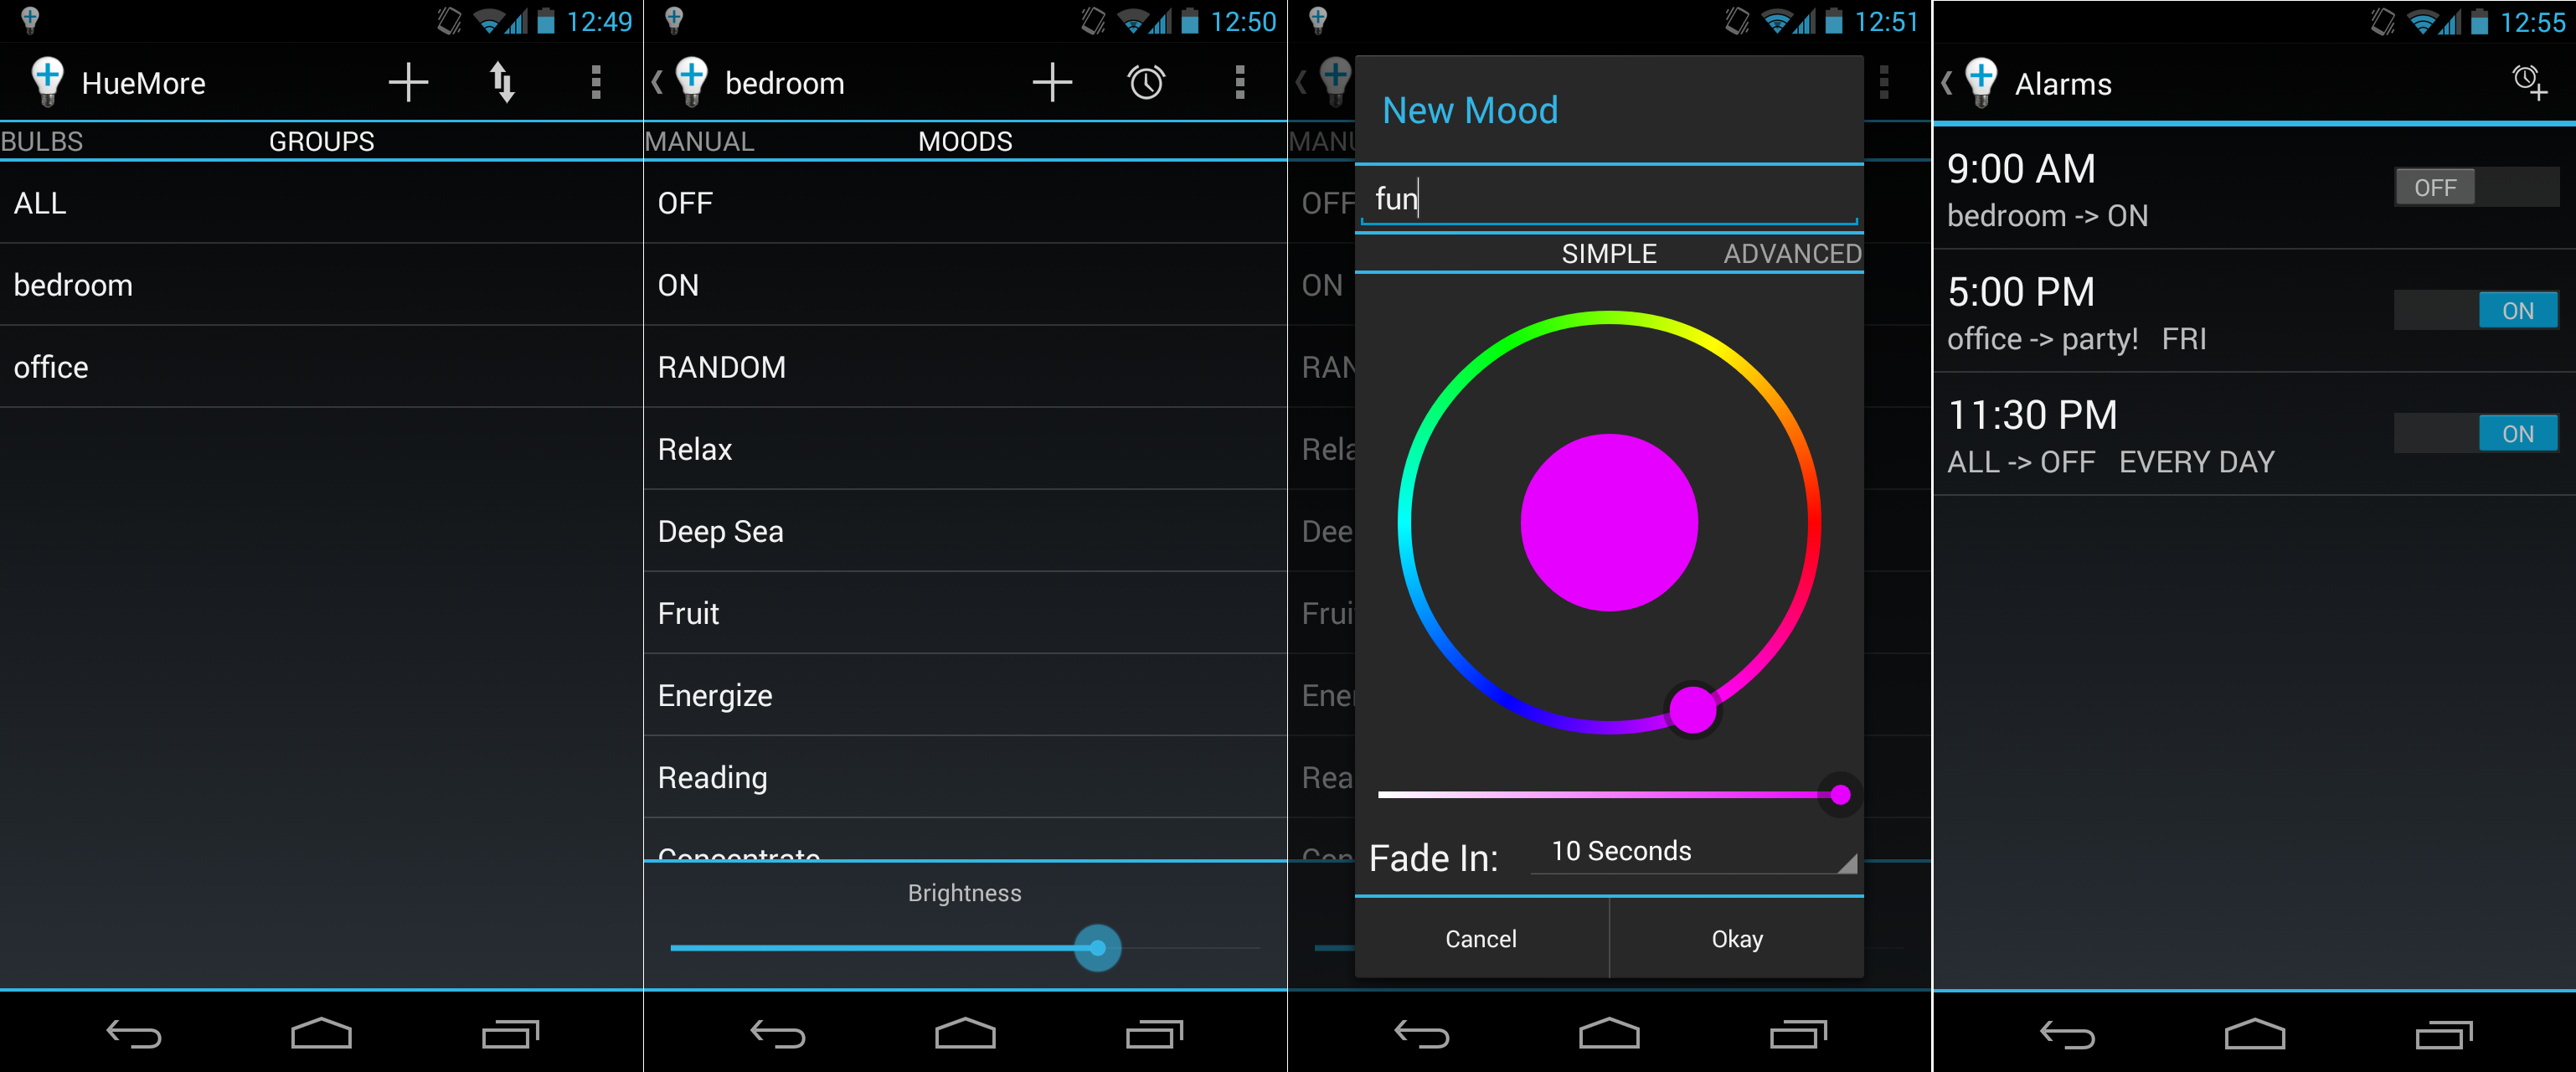 12:49
HueMore
BULBS GROUPS
ALL
bedroom
office
12:50
bedroom
MANUAL MOODS
OFF
ON
RANDOM
Relax
Deep Sea
Fruit
Energize
Reading
Concentrate
Brightness
12:51
MANU
OFF
ON
RAN
Rela
Dee
Frui
Ener
Rea
Con
New Mood
fun
SIMPLE ADVANCED
Fade In: 10 Seconds
Cancel Okay
12:55
Alarms
9:00 AM
OFF
bedroom -> ON
5:00 PM
ON
office -> party! FRI
11:30 PM
ON
ALL -> OFF EVERY DAY